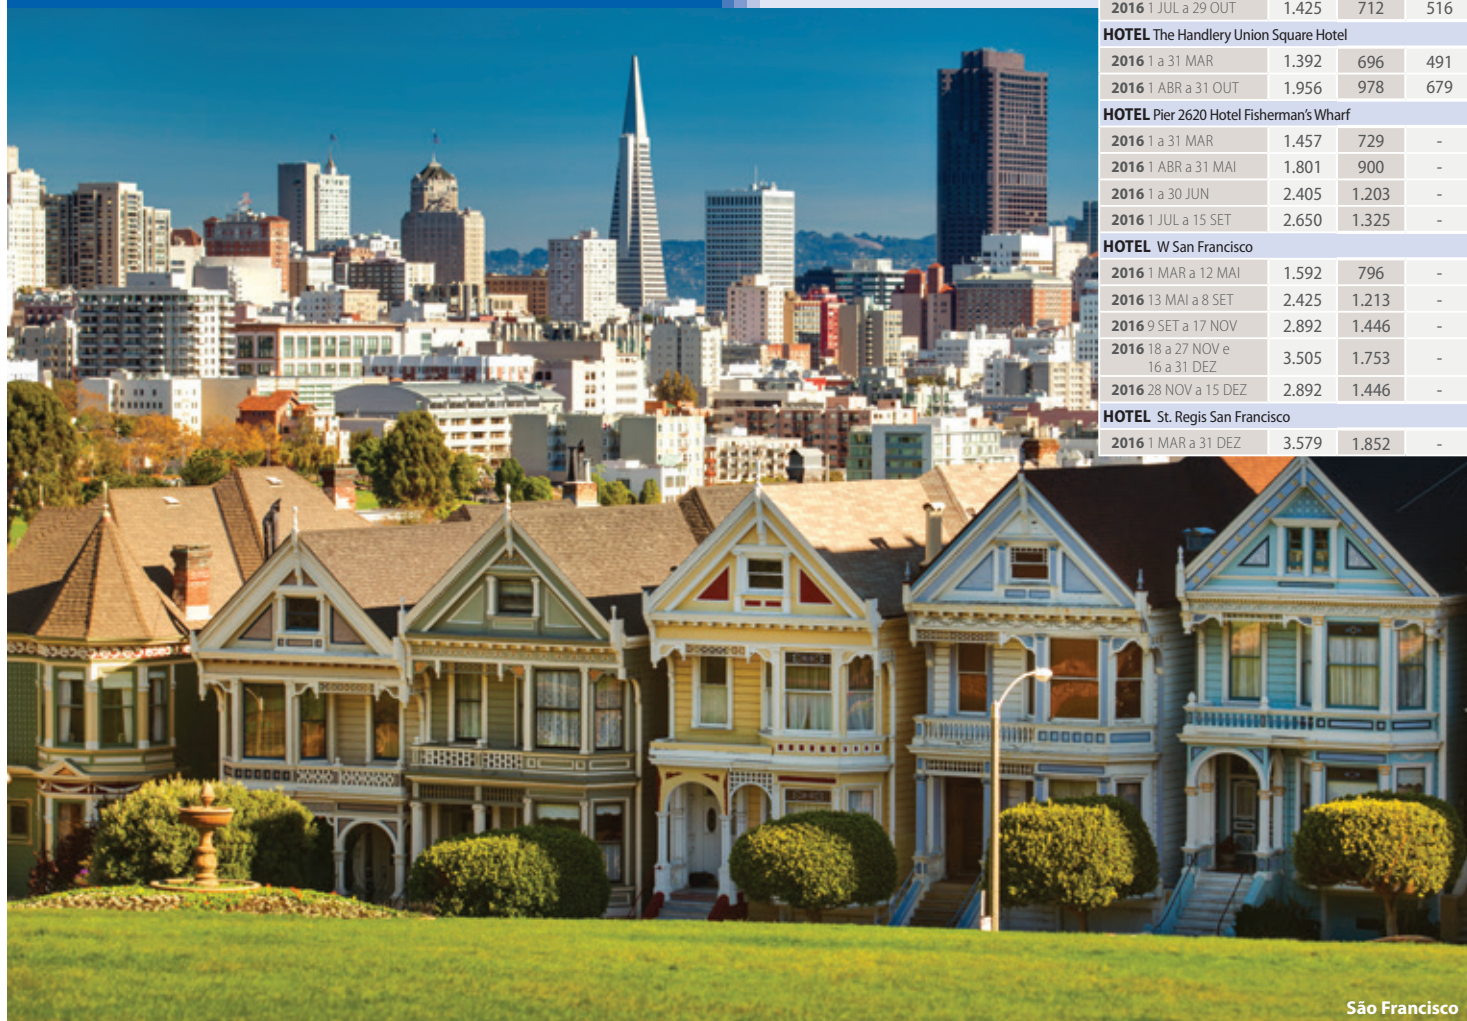 2016 1 JUL a 29 OUT 1.425 712 516
HOTEL The Handlery Union Square Hotel
2016 1 a 31 MAR 1.392 696 491
2016 1 ABR a 31 OUT 1.956 978 679
HOTEL Pier 2620 Hotel Fisherman's Wharf
2016 1 a 31 MAR 1.457 729 -
2016 1 ABR a 31 MAI 1.801 900 -
2016 1 a 30 JUN 2.405 1.203 -
2016 1 JUL a 15 SET 2.650 1.325 -
HOTEL W San Francisco
2016 1 MAR a 12 MAI 1.592 796 -
2016 13 MAI a 8 SET 2.425 1.213 -
2016 9 SET a 17 NOV 2.892 1.446 -
2016 18 a 27 NOV e
16 a 31 DEZ 3.505 1.753 -
2016 28 NOV a 15 DEZ 2.892 1.446 -
HOTEL St. Regis San Francisco
2016 1 MAR a 31 DEZ 3.579 1.852 -
São Francisco